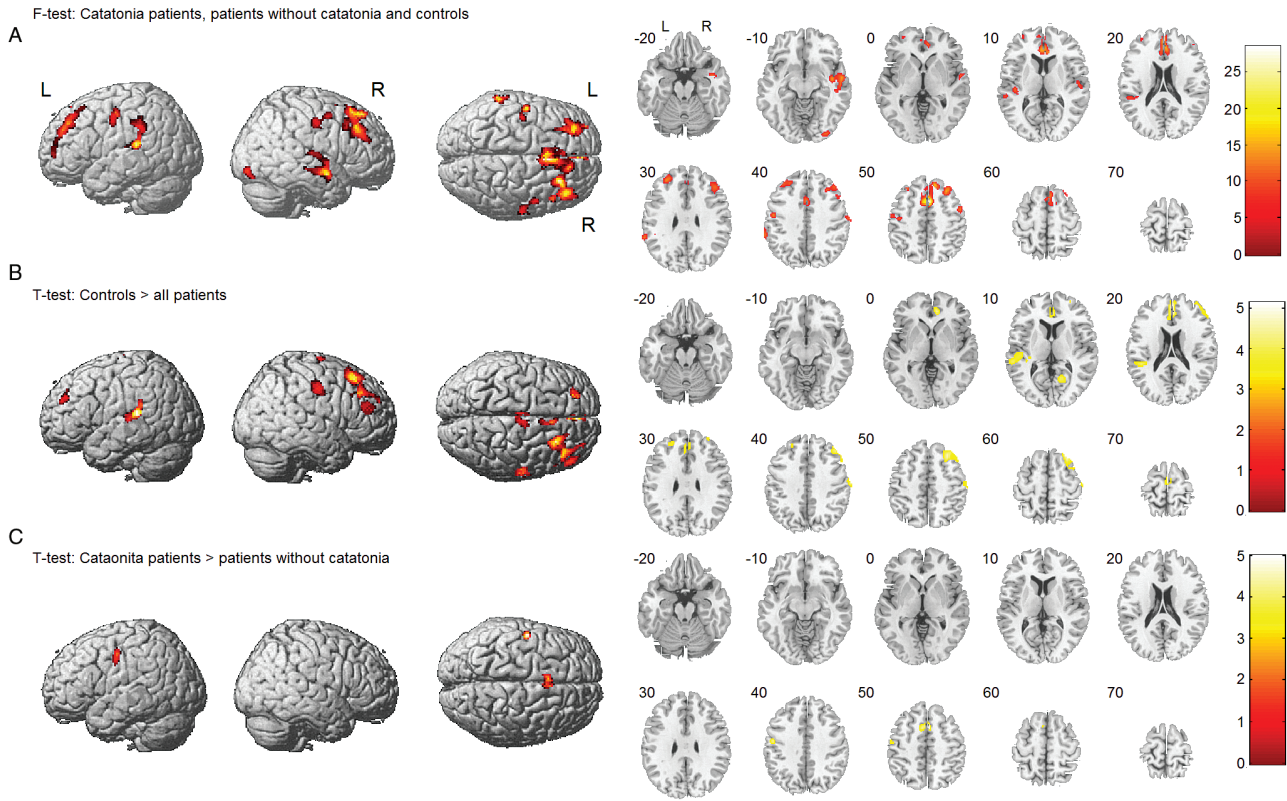 F-test: Catatonia patients, patients without catatonia and controls
A
L R L
R
L R
-20 -10 0 10 20
30 40 50 60 70
25
20
15
10
5
0
B
T-test: Controls > all patients
-20 -10 0 10 20
30 40 50 60 70
5
4
3
2
1
0
C
T-test: Cataonita patients > patients without catatonia
-20 -10 0 10 20
30 40 50 60 70
5
4
3
2
1
0